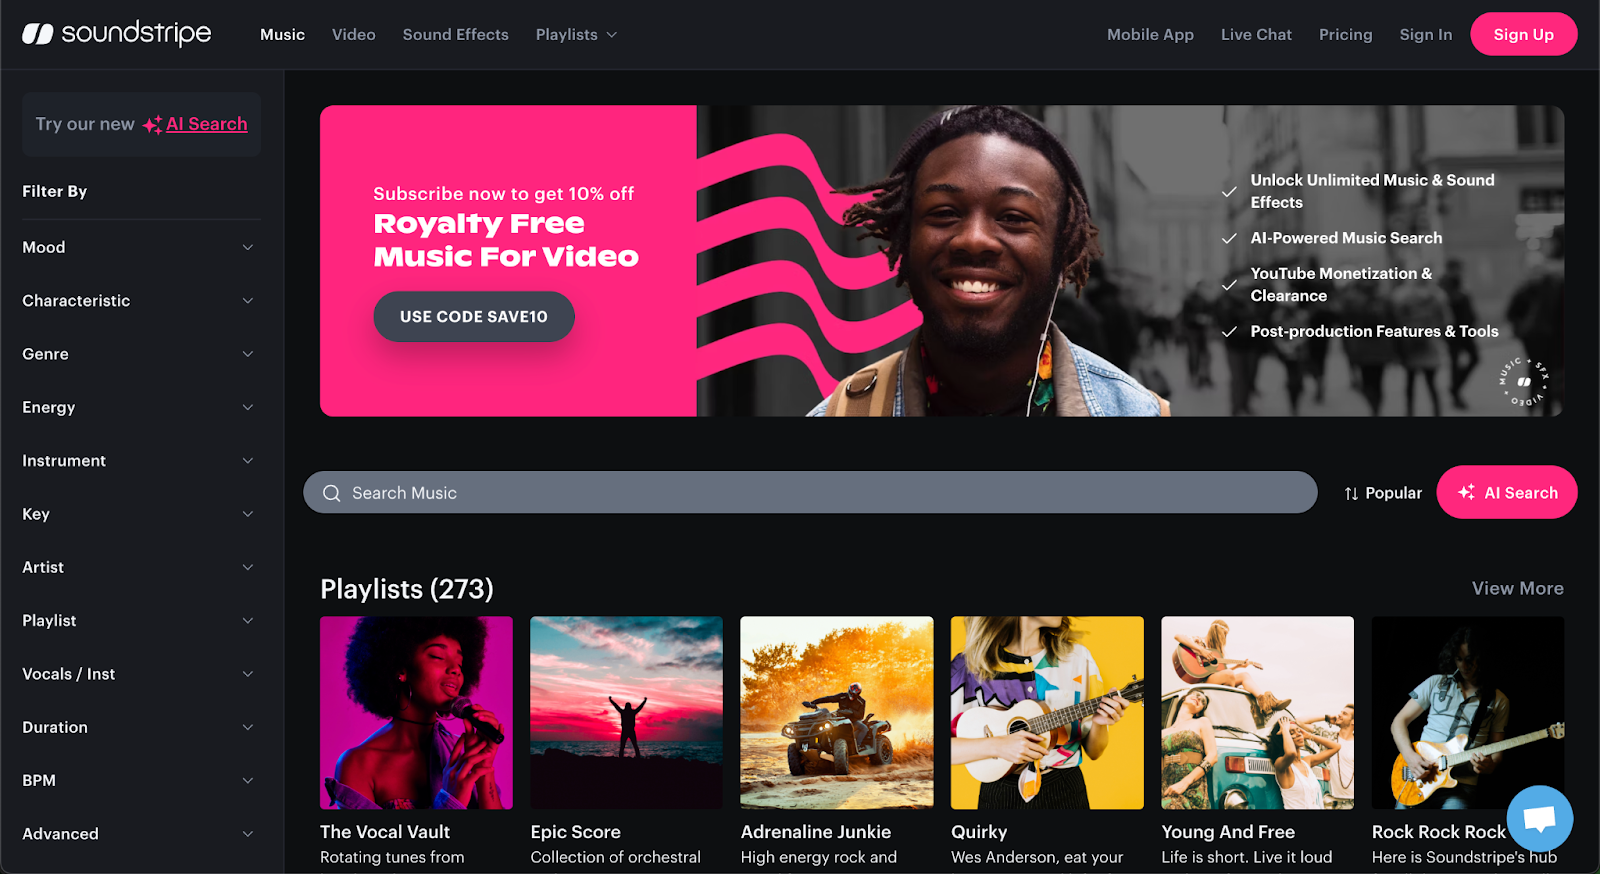 soundstripe
Music
Video
Sound Effects
Playlists
Mobile App
Live Chat
Pricing
Sign In
Sign Up
Try our new AI Search
Filter By
Mood
Characteristic
Genre
Energy
Instrument
Key
Artist
Playlist
Vocals / Inst
Duration
BPM
Advanced
Subscribe now to get 10% off
Royalty Free
Music For Video
USE CODE SAVE10
Unlock Unlimited Music & Sound
Effects
AI-Powered Music Search
YouTube Monetization &
Clearance
Post-production Features & Tools
MUSIC * SFX * VIDEO *
Search Music
Popular
AI Search
Playlists (273)
View More
The Vocal Vault
Rotating tunes from
Epic Score
Collection of orchestral
Adrenaline Junkie
High energy rock and
Quirky
Wes Anderson, eat your
Young And Free
Life is short. Live it loud
Rock Rock Rock
Here is Soundstripe's hub